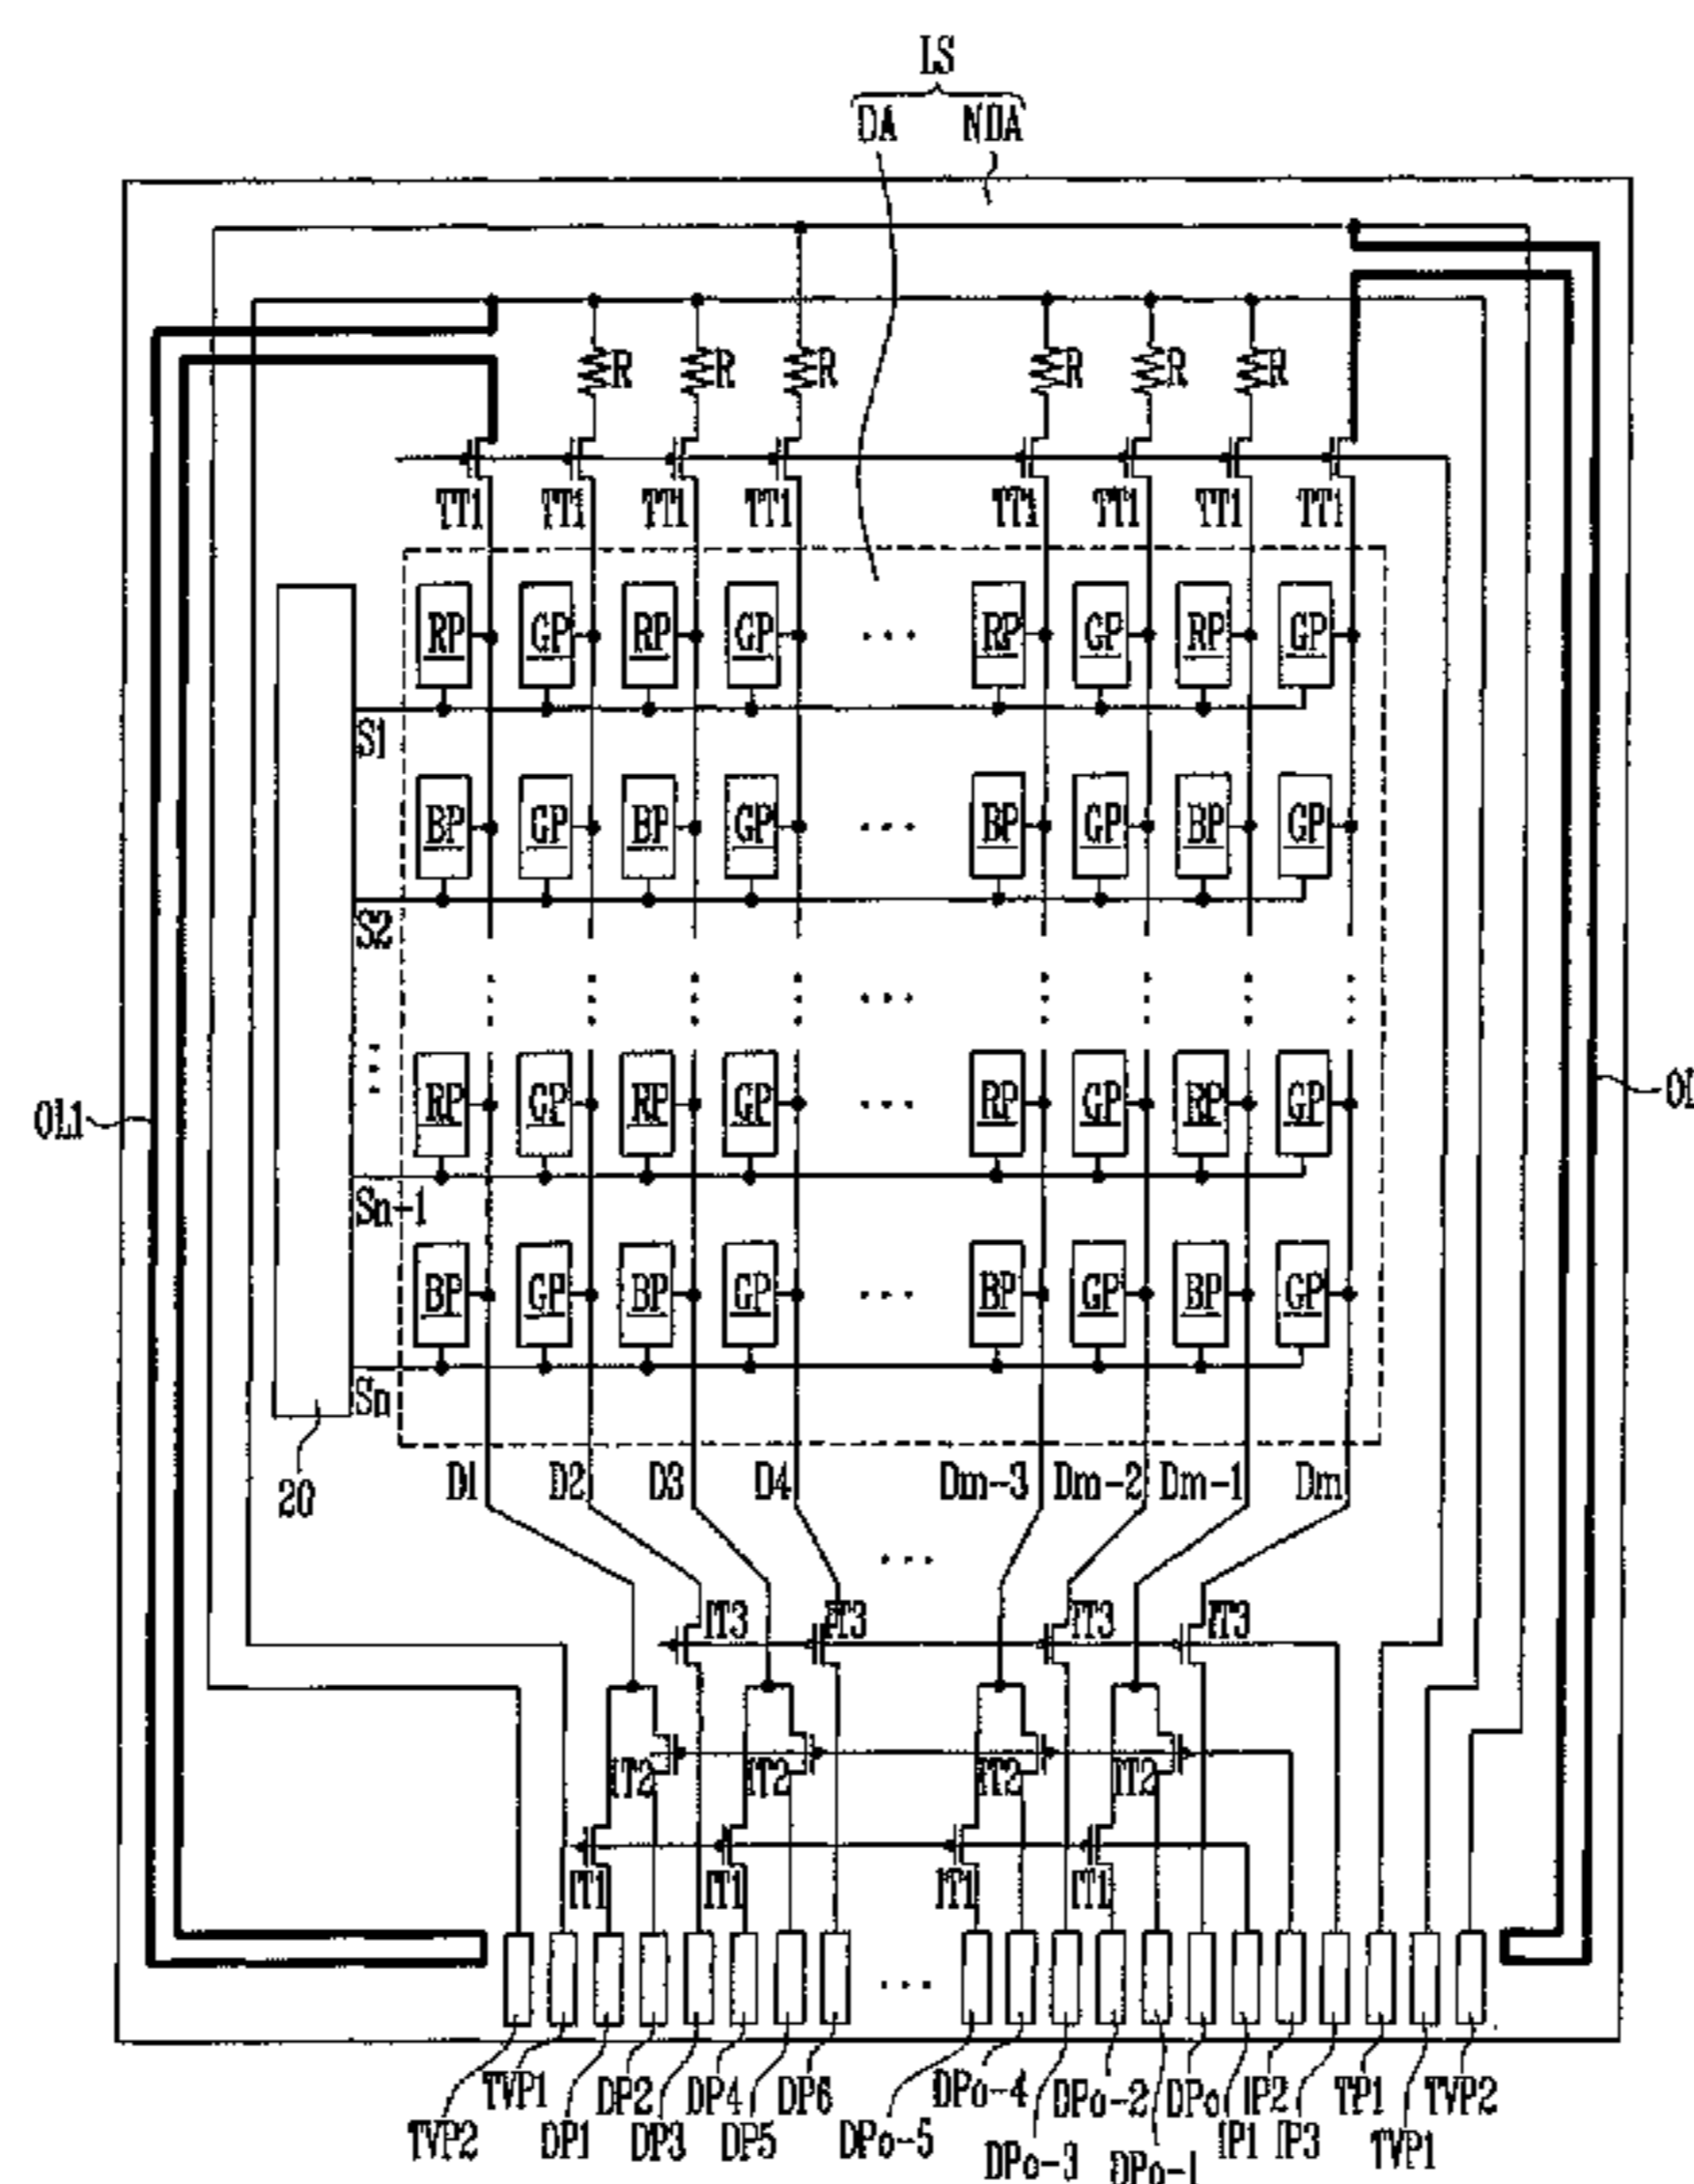 LS
DA NDA
R R R R R R
TT1 TT1 TT1 TT1 TT1 TT1 TT1 TT1
RP GP RP GP ... RP GP RP GP
S1
BP GP BP GP ... BP GP BP GP
S2
...
OL1
RP GP RP GP ... RP GP RP GP
Sn-1
BP GP BP GP ... BP GP BP GP
Sn
20
D1 D2 D3 D4 Dm-3 Dm-2 Dm-1 Dm
...
IT3 IT3 IT3 IT3
IT2 IT2 IT2 IT2
IT1 IT1 IT1 IT1
...
TVP2 TVP1 DP1 DP2 DP3 DP4 DP5 DP6 DPo-5 DPo-4 DPo-3 DPo-2 DPo-1 DPo IP1 IP2 IP3 TP1 TVP1 TVP2